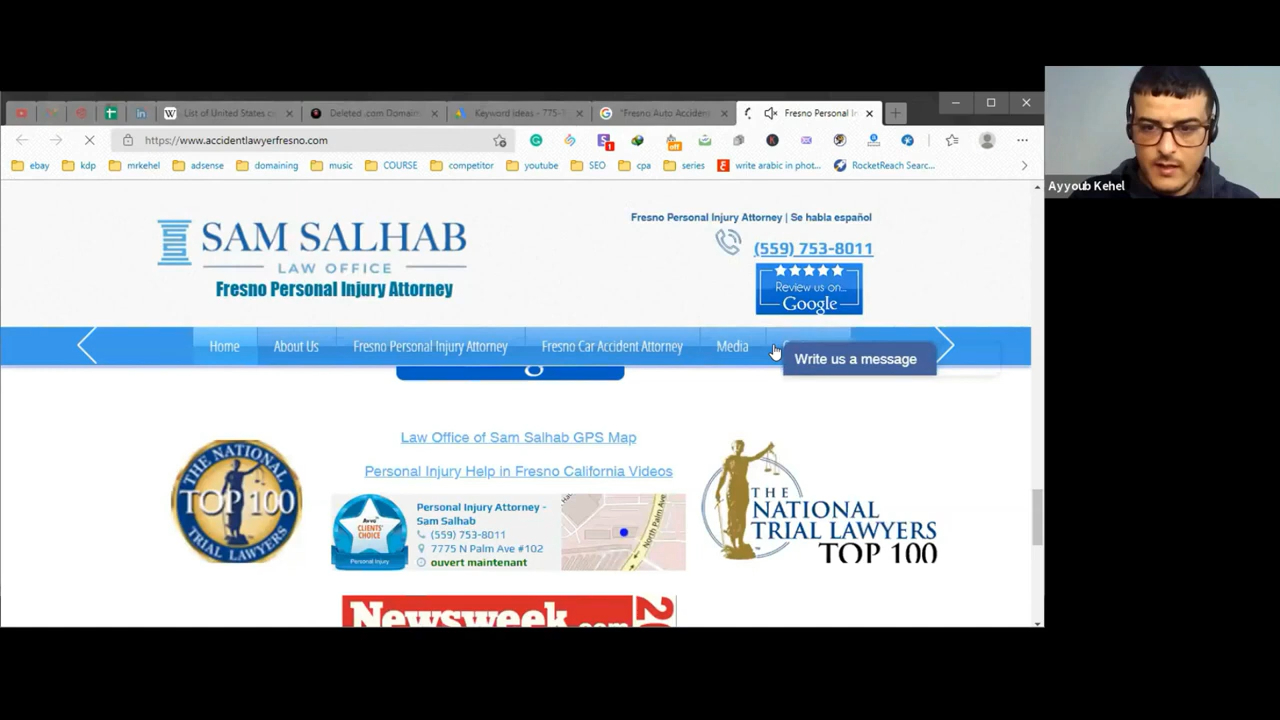 List of United States c
Deleted .com Domain
Keyword ideas - 775-
"Fresno Auto Acciden
Fresno Personal In
https://www.accidentlawyerfresno.com
1
off
ebay
kdp
mrkehel
adsense
domaining
music
COURSE
competitor
youtube
SEO
cpa
series
write arabic in phot...
RocketReach Searc...
Ayyoub Kehel
SAM SALHAB
LAW OFFICE
Fresno Personal Injury Attorney
Fresno Personal Injury Attorney | Se habla español
(559) 753-8011
Review us on...
Google
Home
About Us
Fresno Personal Injury Attorney
Fresno Car Accident Attorney
Media
Write us a message
Law Office of Sam Salhab GPS Map
Personal Injury Help in Fresno California Videos
THE NATIONAL
TOP 100
TRIAL LAWYERS
Avvo
CLIENTS'
CHOICE
Personal Injury
Personal Injury Attorney -
Sam Salhab
(559) 753-8011
7775 N Palm Ave #102
ouvert maintenant
North Palm Ave
THE
NATIONAL
TRIAL LAWYERS
TOP 100
Newsweek.com